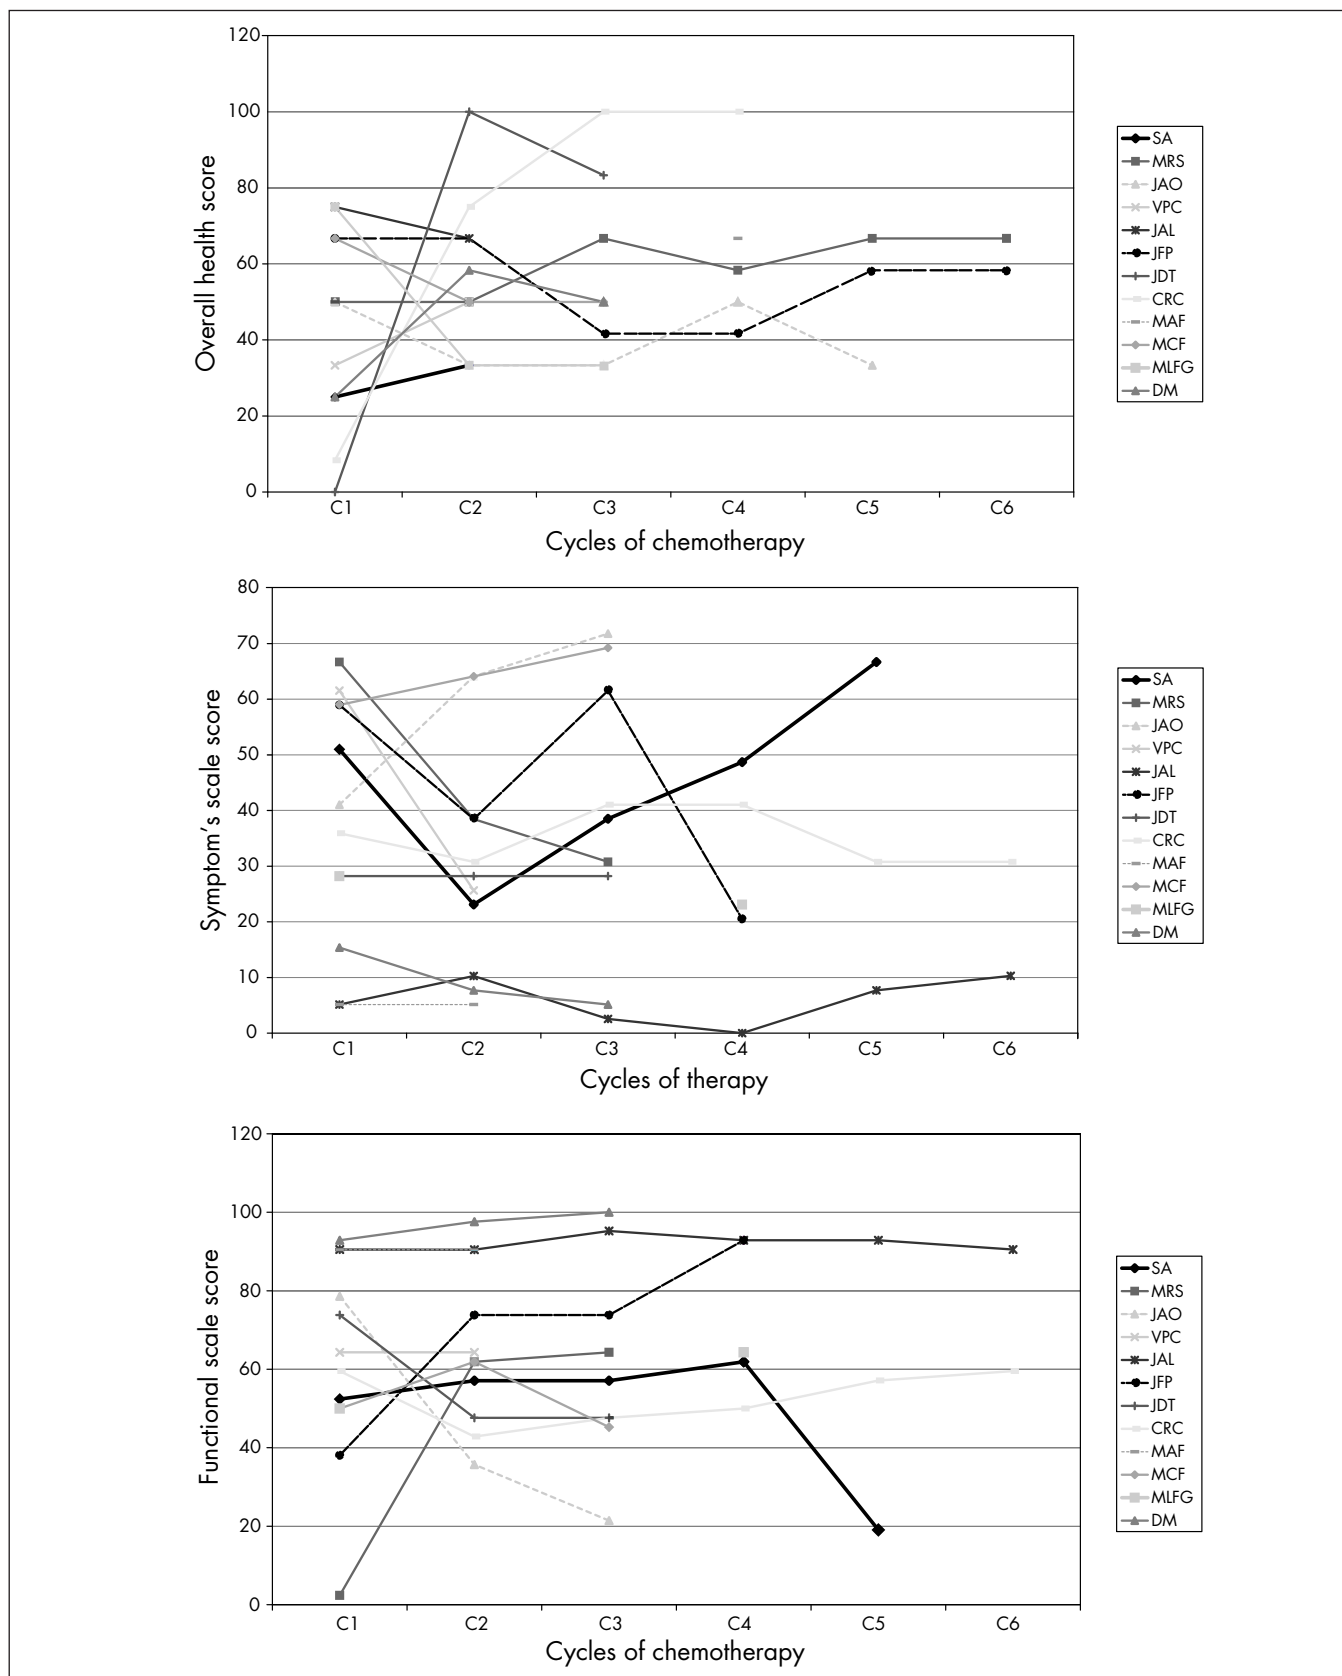 120
100
80
60
40
20
0
Overall health score
C1 C2 C3 C4 C5 C6
Cycles of chemotherapy
SA
MRS
JAO
VPC
JAL
JFP
JDT
CRC
MAF
MCF
MLFG
DM
80
70
60
50
40
30
20
10
0
Symptom's scale score
C1 C2 C3 C4 C5 C6
Cycles of therapy
SA
MRS
JAO
VPC
JAL
JFP
JDT
CRC
MAF
MCF
MLFG
DM
120
100
80
60
40
20
0
Functional scale score
C1 C2 C3 C4 C5 C6
Cycles of chemotherapy
SA
MRS
JAO
VPC
JAL
JFP
JDT
CRC
MAF
MCF
MLFG
DM